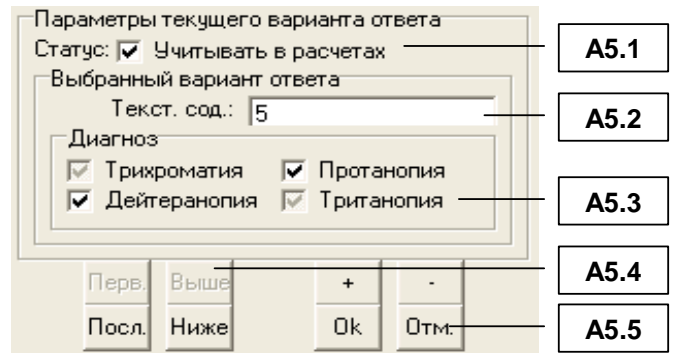 Параметры текущего варианта ответа
Статус: Учитывать в расчетах
A5.1
Выбранный вариант ответа
Текст. сод.: 5
A5.2
Диагноз
Трихроматия Протанопия
Дейтеранопия Тританопия
A5.3
A5.4
Перв. Выше + -
Посл. Ниже Ok Отм.
A5.5